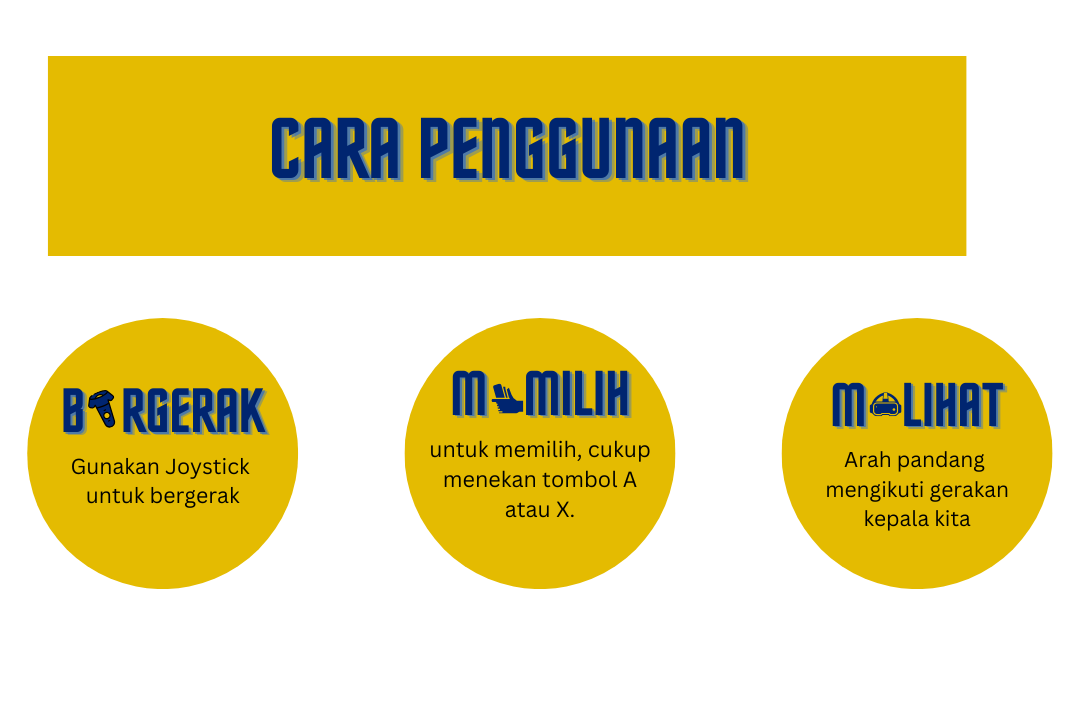 CARA PENGGUNAAN
B RGERAK
Gunakan Joystick
untuk bergerak
M MILIH
untuk memilih, cukup
menekan tombol A
atau X.
M LIHAT
Arah pandang
mengikuti gerakan
kepala kita